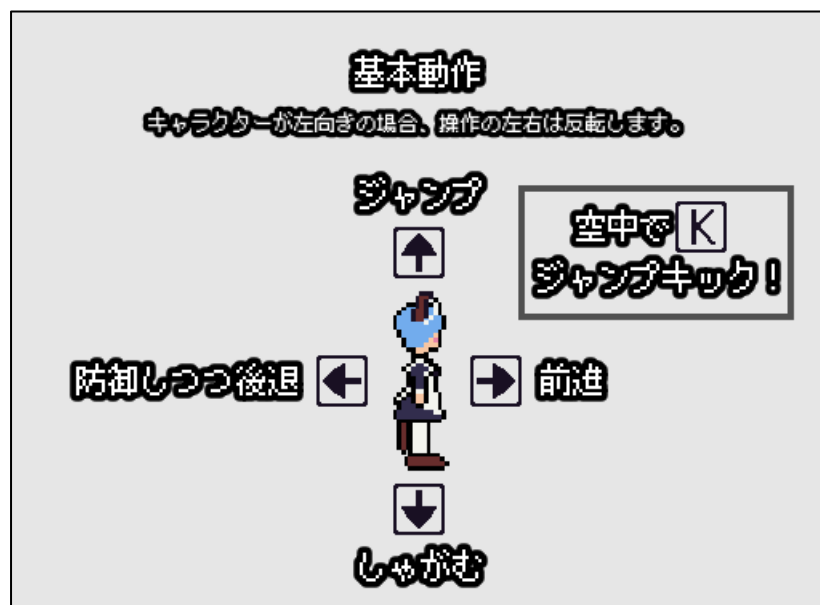 基本動作
キャラクターが左向きの場合、操作の左右は反転します。
ジャンプ
空中で K
ジャンプキック！
防御しつつ後退
前進
しゃがむ